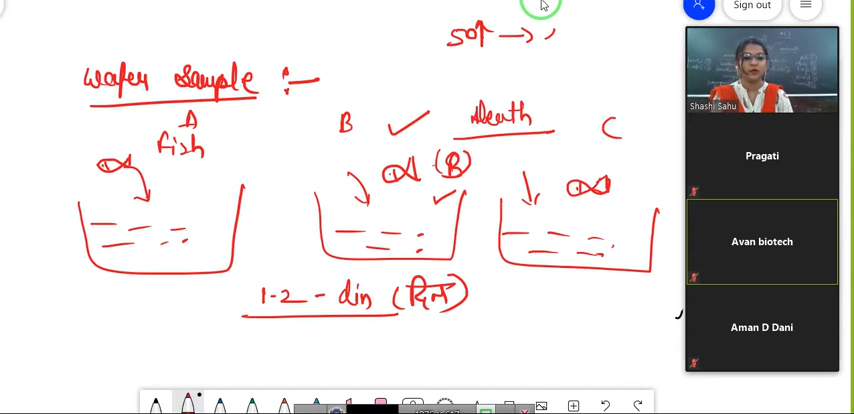 Sign out
SOP →
Water Sample :-
A
Fish
B ✓ Death C
(B)
✓
1-2 - din
Shashi Sahu
Pragati
Avan biotech
Aman D Dani